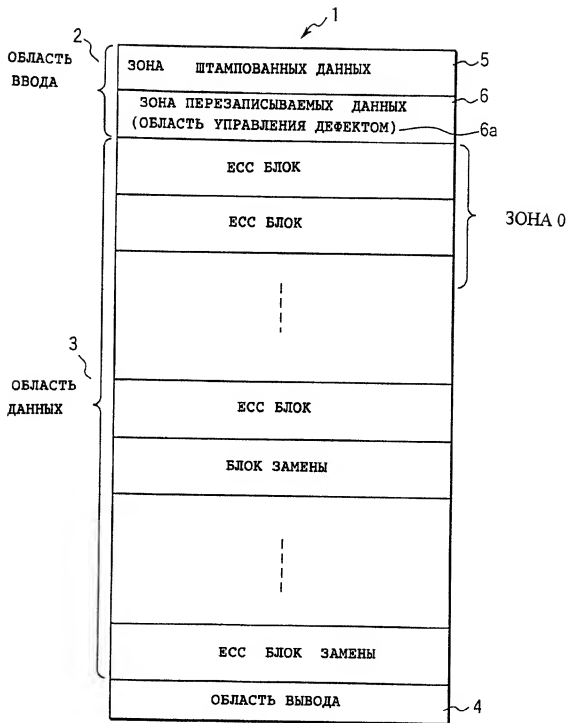 1
2
ОБЛАСТЬ
ВВОДА
ЗОНА ШТАМПОВАННЫХ ДАННЫХ
5
ЗОНА ПЕРЕЗАПИСЫВАЕМЫХ ДАННЫХ
(ОБЛАСТЬ УПРАВЛЕНИЯ ДЕФЕКТОМ)
6
6a
ECC БЛОК
ECC БЛОК
ЗОНА 0
3
ОБЛАСТЬ
ДАННЫХ
ECC БЛОК
БЛОК ЗАМЕНЫ
ECC БЛОК ЗАМЕНЫ
ОБЛАСТЬ ВЫВОДА
4